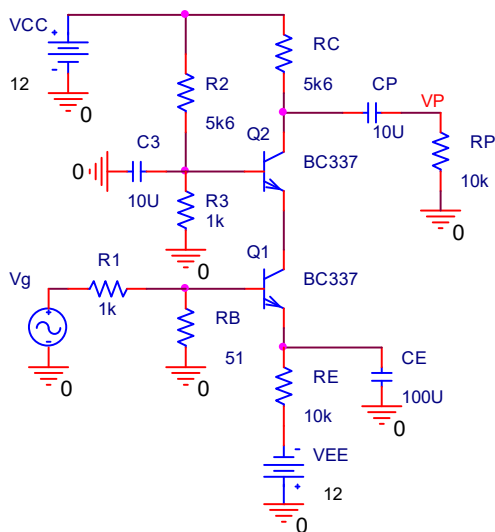 VCC
12
0
R2
5k6
RC
5k6
CP
10U
VP
RP
10k
0
Q2
BC337
C3
10U
0
R3
1k
0
Q1
BC337
Vg
R1
1k
0
RB
51
0
RE
10k
CE
100U
0
VEE
12
0